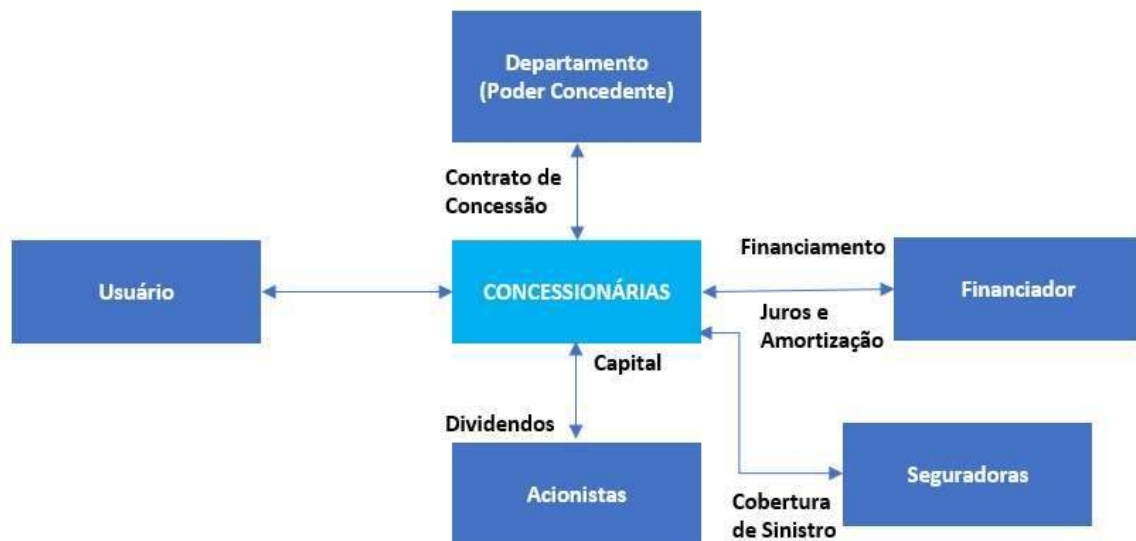 Departamento
(Poder Concedente)
Contrato de
Concessão
Usuário
CONCESSIONÁRIAS
Financiamento
Financiador
Juros e
Amortização
Capital
Dividendos
Acionistas
Seguradoras
Cobertura
de Sinistro